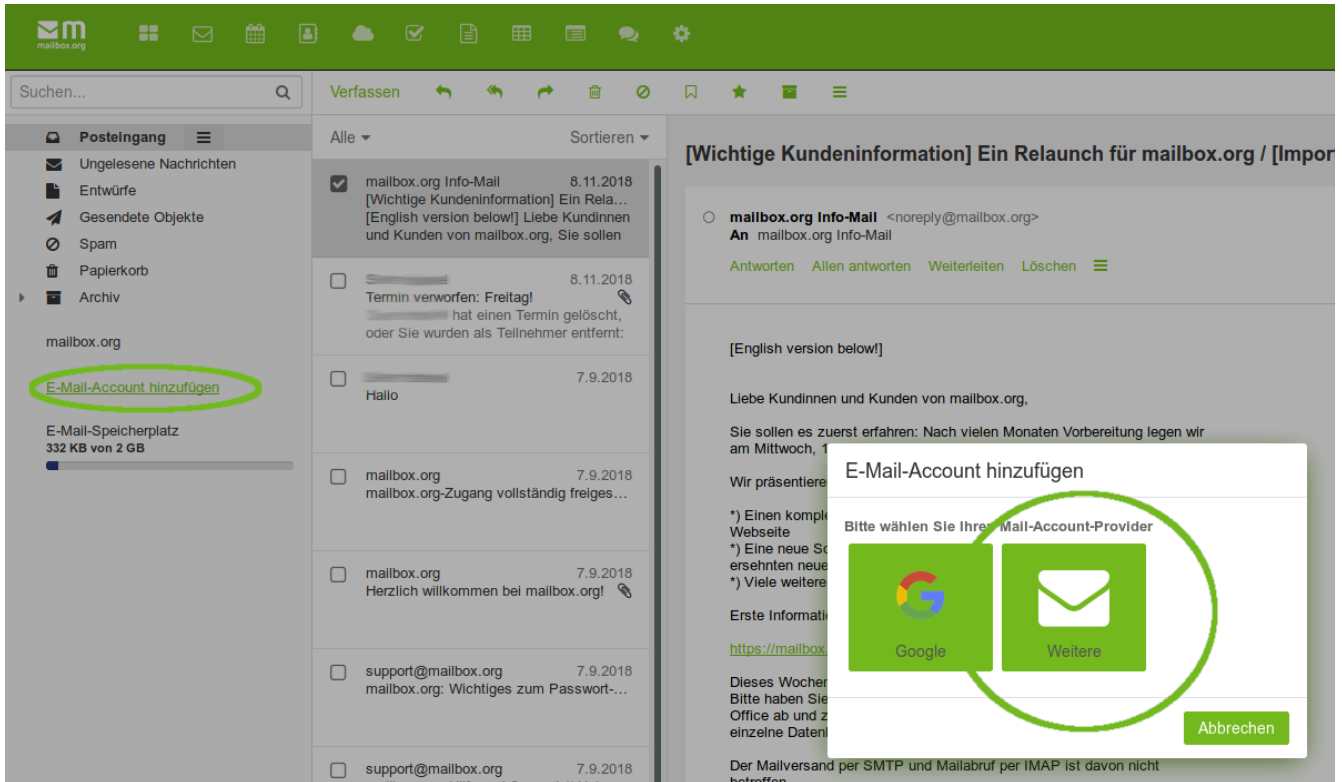 mailbox.org
Suchen...
Verfassen
Posteingang
Ungelesene Nachrichten
Entwürfe
Gesendete Objekte
Spam
Papierkorb
Archiv
mailbox.org
E-Mail-Account hinzufügen
E-Mail-Speicherplatz
332 KB von 2 GB
Alle
Sortieren
mailbox.org Info-Mail 8.11.2018
[Wichtige Kundeninformation] Ein Rela...
[English version below!] Liebe Kundinnen
und Kunden von mailbox.org, Sie sollen
8.11.2018
Termin verworfen: Freitag!
hat einen Termin gelöscht,
oder Sie wurden als Teilnehmer entfernt:
7.9.2018
Hallo
mailbox.org 7.9.2018
mailbox.org-Zugang vollständig freiges...
mailbox.org 7.9.2018
Herzlich willkommen bei mailbox.org!
support@mailbox.org 7.9.2018
mailbox.org: Wichtiges zum Passwort-...
support@mailbox.org 7.9.2018
[Wichtige Kundeninformation] Ein Relaunch für mailbox.org / [Impor
mailbox.org Info-Mail <noreply@mailbox.org>
An mailbox.org Info-Mail
Antworten Allen antworten Weiterleiten Löschen
[English version below!]
Liebe Kundinnen und Kunden von mailbox.org,
Sie sollen es zuerst erfahren: Nach vielen Monaten Vorbereitung legen wir
am Mittwoch, 1
Wir präsentiere
*) Einen komple
Webseite
*) Eine neue Sc
ersehnten neue
*) Viele weitere
Erste Informati
https://mailbox.
Dieses Wochen
Bitte haben Sie
Office ab und z
einzelne Daten
Der Mailversand per SMTP und Mailabruf per IMAP ist davon nicht
betroffen
E-Mail-Account hinzufügen
Bitte wählen Sie Ihren Mail-Account-Provider
Google
Weitere
Abbrechen